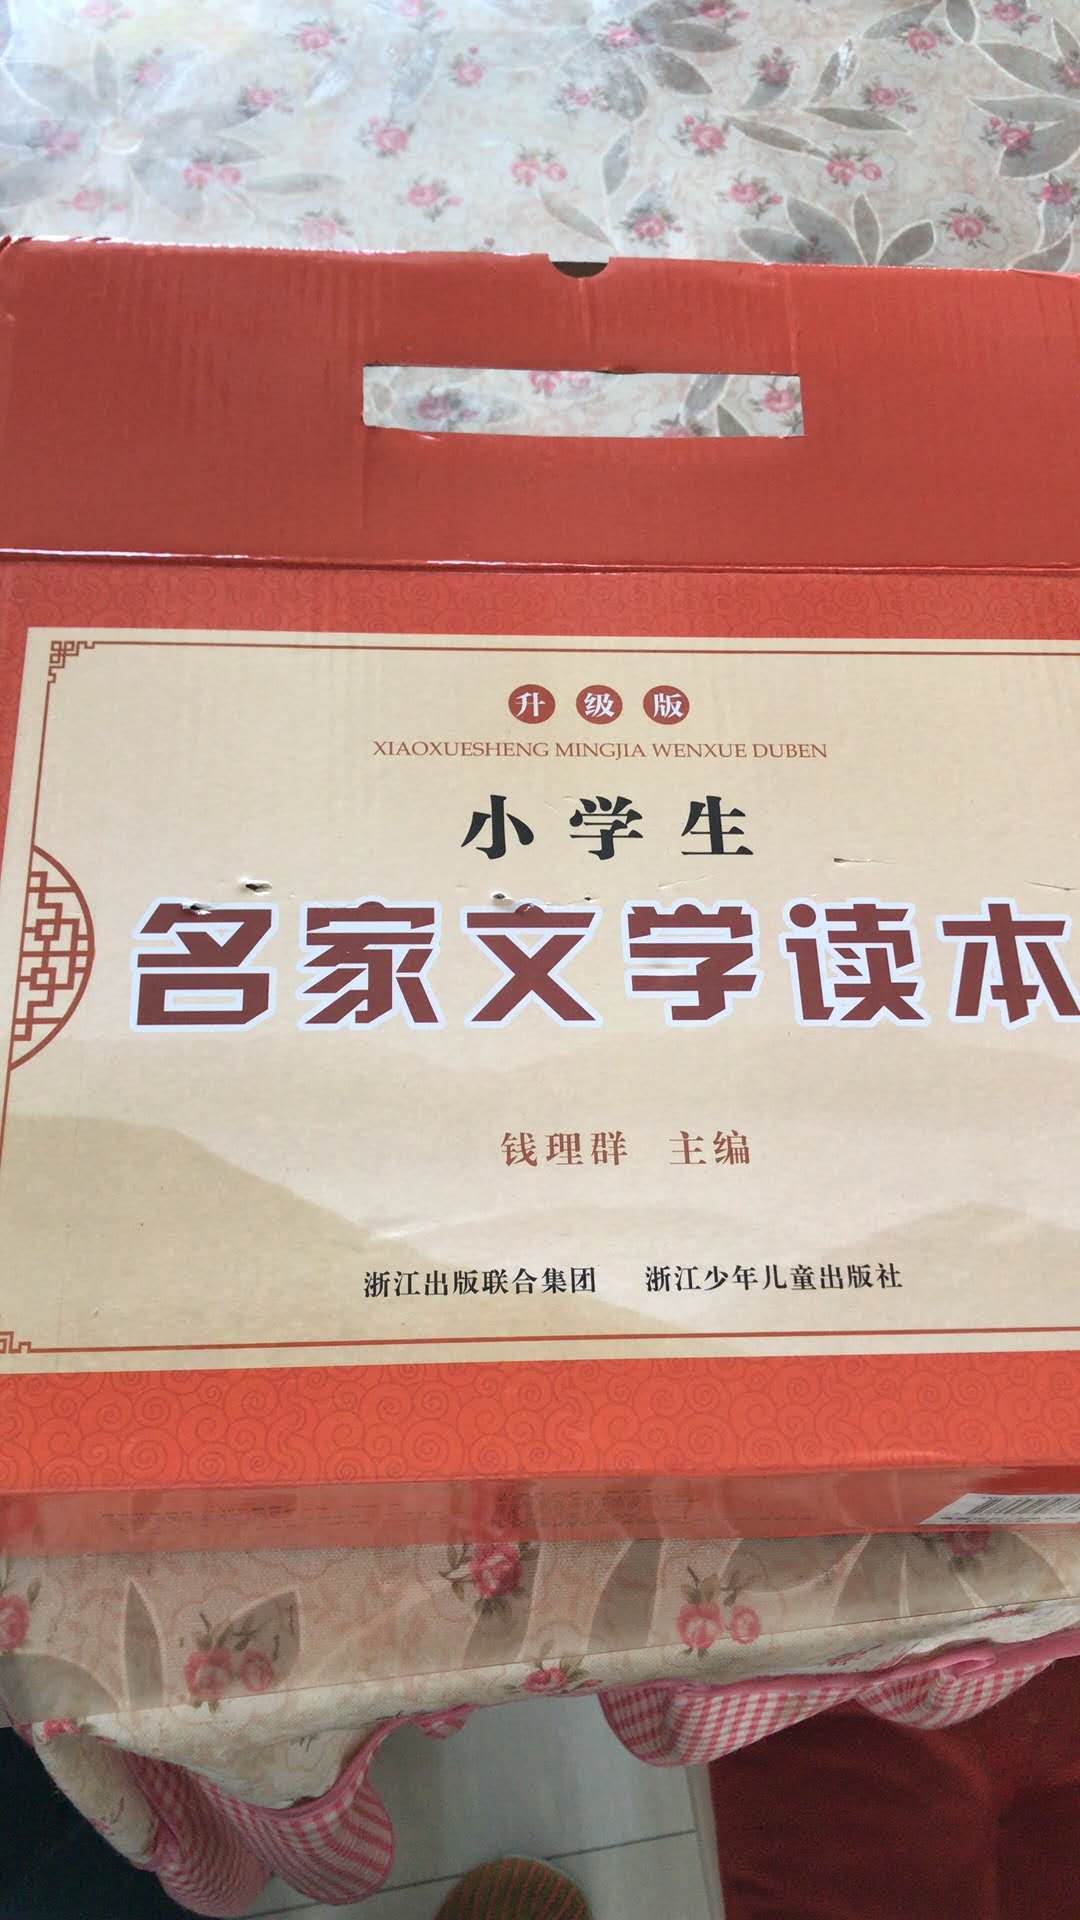 升级版
XIAOXUESHENG MINGJIA WENXUE DUBEN
小学生
名家文学读本
钱理群 主编
浙江出版联合集团 浙江少年儿童出版社